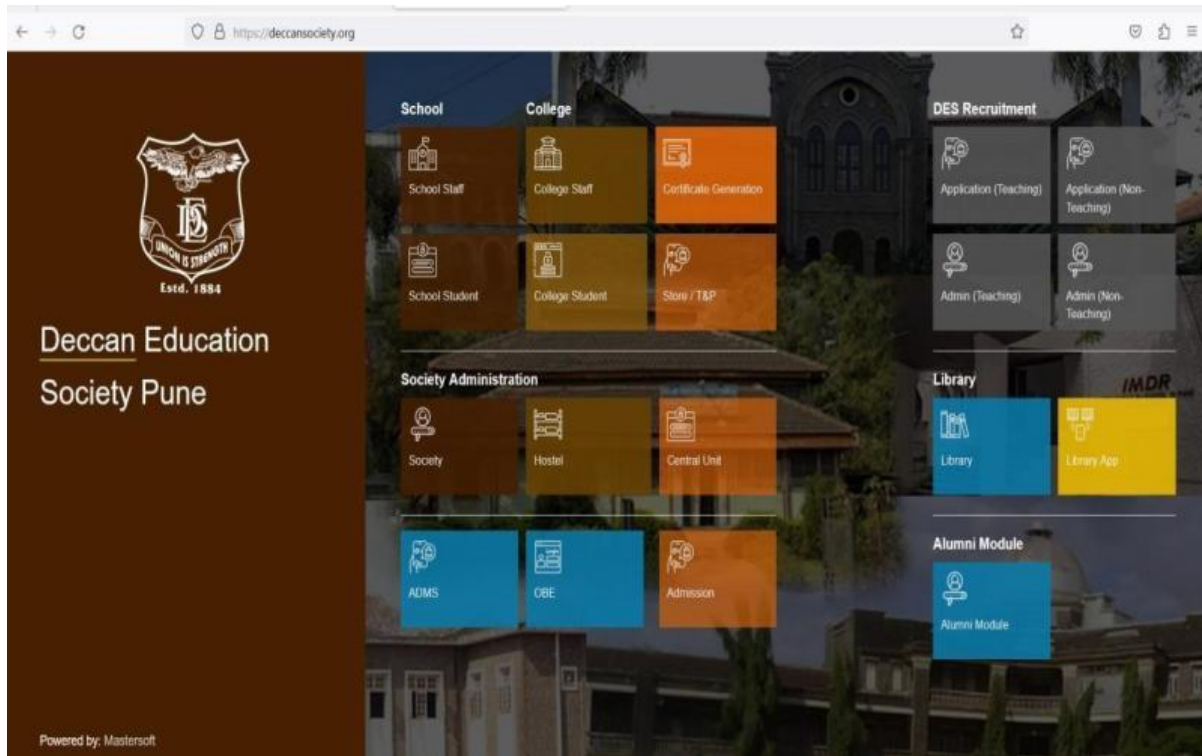 https://deccansociety.org
DES
UNION IS STRENGTH
Estd. 1884
Deccan Education
Society Pune
Powered by: Mastersoft
School
College
School Staff
College Staff
Certificate Generation
School Student
College Student
Store / T&P
Society Administration
Society
Hostel
Central Unit
ADMS
OBE
Admission
DES Recruitment
Application (Teaching)
Application (Non-
Teaching)
Admin (Teaching)
Admin (Non-
Teaching)
Library
IMDR
Library
Library App
Alumni Module
Alumni Module